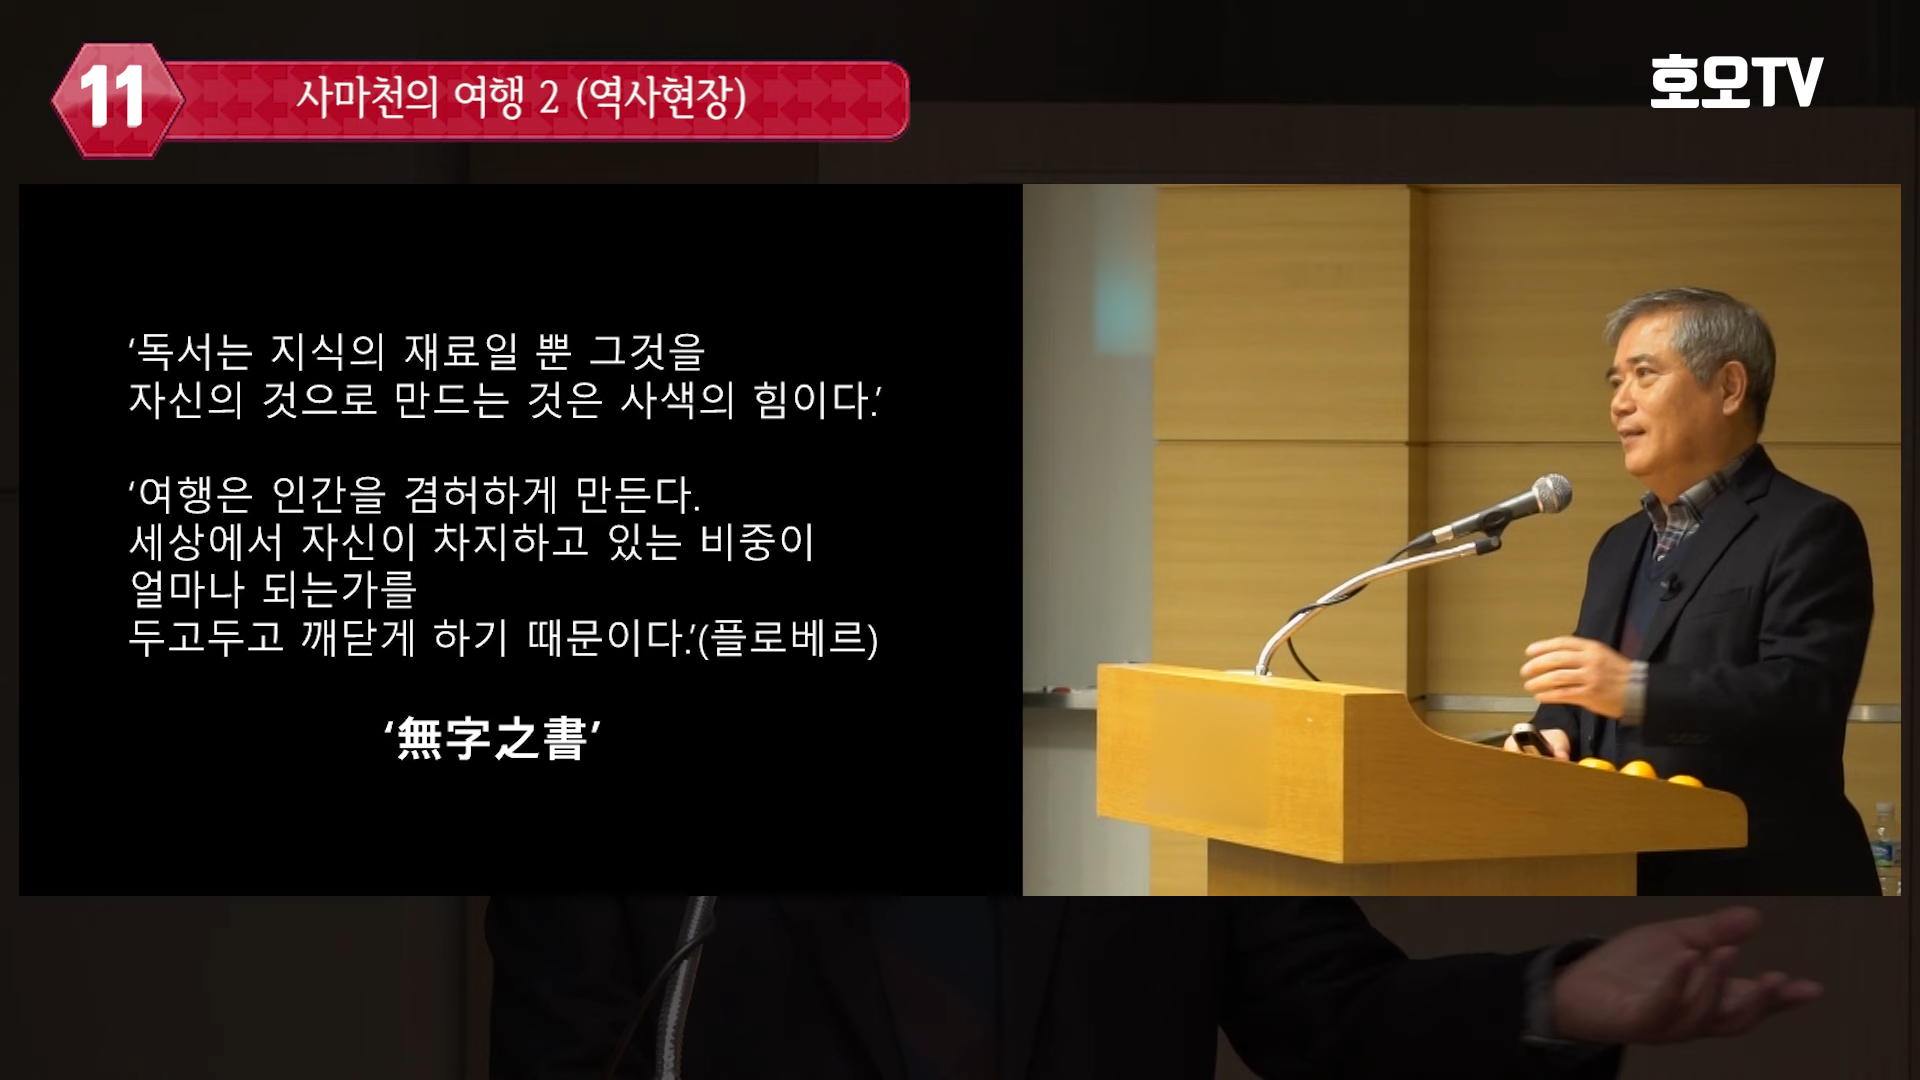 11
사마천의 여행 2 (역사현장)
호오TV
‘독서는 지식의 재료일 뿐 그것을
자신의 것으로 만드는 것은 사색의 힘이다.’
‘여행은 인간을 겸허하게 만든다.
세상에서 자신이 차지하고 있는 비중이
얼마나 되는가를
두고두고 깨닫게 하기 때문이다.’(플로베르)
‘無字之書’